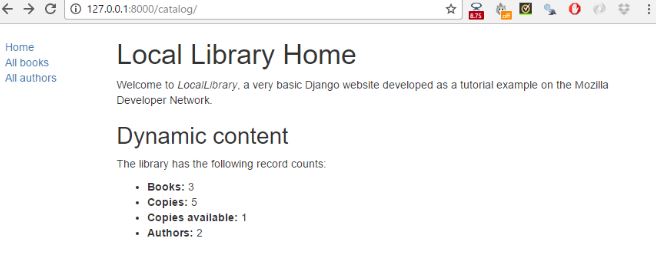 127.0.0.1:8000/catalog/
8.75
off
Home
All books
All authors
Local Library Home
Welcome to LocalLibrary, a very basic Django website developed as a tutorial example on the Mozilla
Developer Network.
Dynamic content
The library has the following record counts:
• Books: 3
• Copies: 5
• Copies available: 1
• Authors: 2